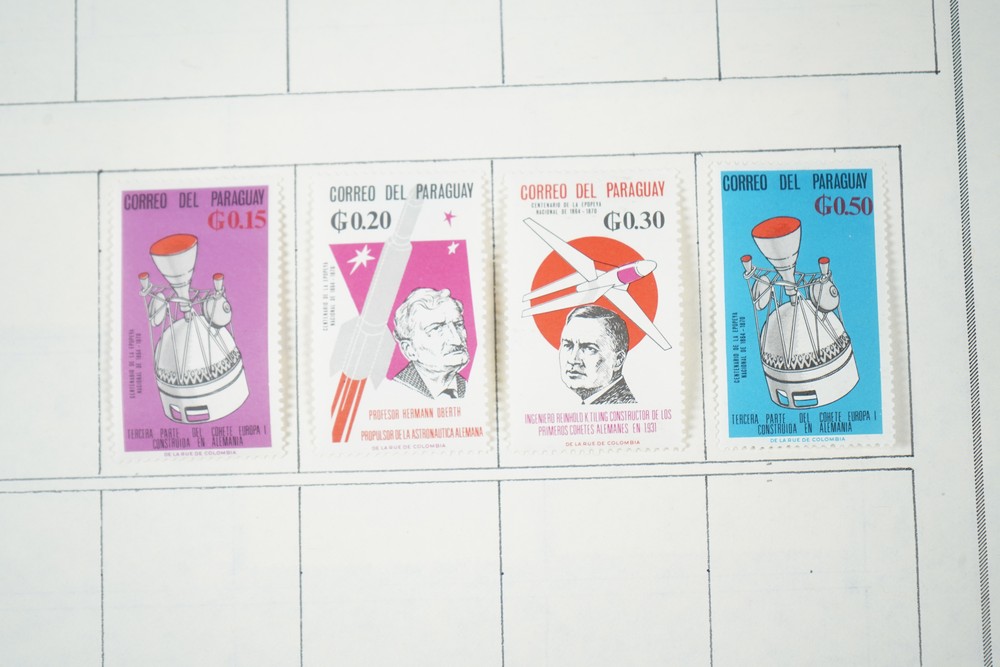 CORREO DEL PARAGUAY
₲0.15
CENTENARIO DE LA EPOPEYA
NACIONAL DE 1864-1870
TERCERA PARTE DEL COHETE EUROPA I
CONSTRUIDA EN ALEMANIA
DE LA RUE DE COLOMBIA
CORREO DEL PARAGUAY
₲0.20
CENTENARIO DE LA EPOPEYA
NACIONAL DE 1864-1870
PROFESOR HERMANN OBERTH
PROPULSOR DE LA ASTRONAUTICA ALEMANA
DE LA RUE DE COLOMBIA
CORREO DEL PARAGUAY
CENTENARIO DE LA EPOPEYA
NACIONAL DE 1864-1870
₲0.30
INGENIERO REINHOLD K. TILING CONSTRUCTOR DE LOS
PRIMEROS COHETES ALEMANES EN 1931
DE LA RUE DE COLOMBIA
CORREO DEL PARAGUAY
₲0.50
CENTENARIO DE LA EPOPEYA
NACIONAL DE 1864-1870
TERCERA PARTE DEL COHETE EUROPA I
CONSTRUIDA EN ALEMANIA
DE LA RUE DE COLOMBIA